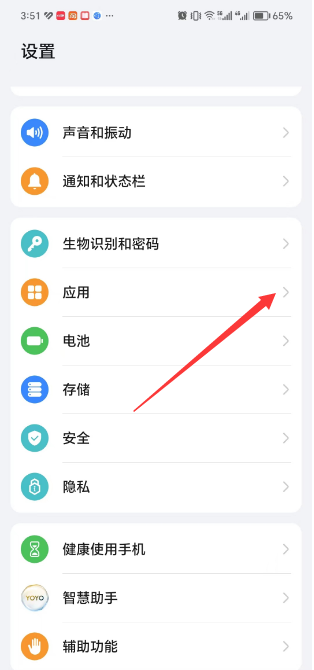 3:51 65%
设置
声音和振动
通知和状态栏
生物识别和密码
应用
电池
存储
安全
隐私
健康使用手机
YOYO 智慧助手
辅助功能